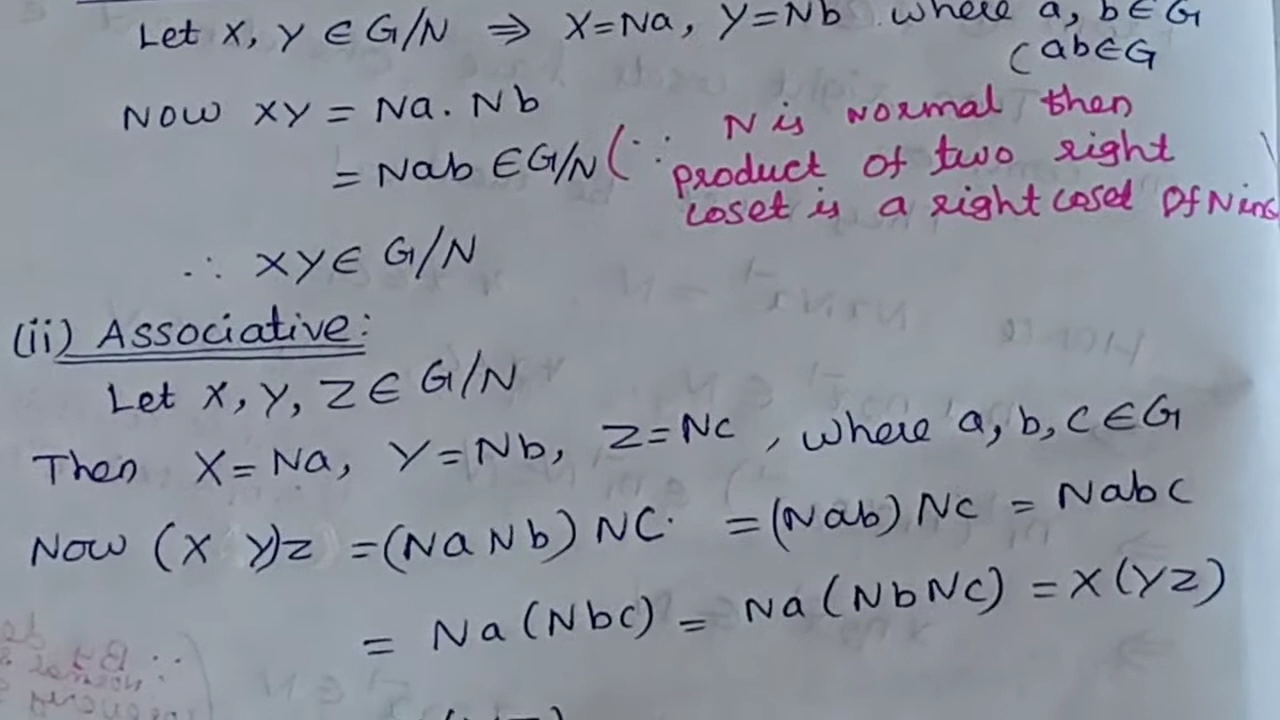 Let X, Y ∈ G/N ⇒ X=Na, Y=Nb where a, b ∈ G
(ab∈G
Now XY = Na. Nb
= Nab ∈ G/N (∵ N is normal then
product of two right
coset is a right coset of N in
∴ XY ∈ G/N
(ii) Associative:
Let X, Y, Z ∈ G/N
Then X= Na, Y=Nb, Z=Nc, where a, b, c ∈ G
Now (X Y)Z =(Na Nb) NC. =(Nab) Nc = Nabc
= Na (Nbc) = Na (NbNc) = X(YZ)